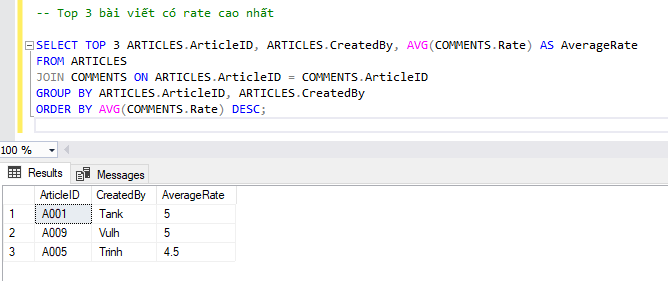 -- Top 3 bài viết có rate cao nhất
SELECT TOP 3 ARTICLES.ArticleID, ARTICLES.CreatedBy, AVG(COMMENTS.Rate) AS AverageRate
FROM ARTICLES
JOIN COMMENTS ON ARTICLES.ArticleID = COMMENTS.ArticleID
GROUP BY ARTICLES.ArticleID, ARTICLES.CreatedBy
ORDER BY AVG(COMMENTS.Rate) DESC;
100 %
Results Messages
ArticleID CreatedBy AverageRate
1 A001 Tank 5
2 A009 Vulh 5
3 A005 Trinh 4.5